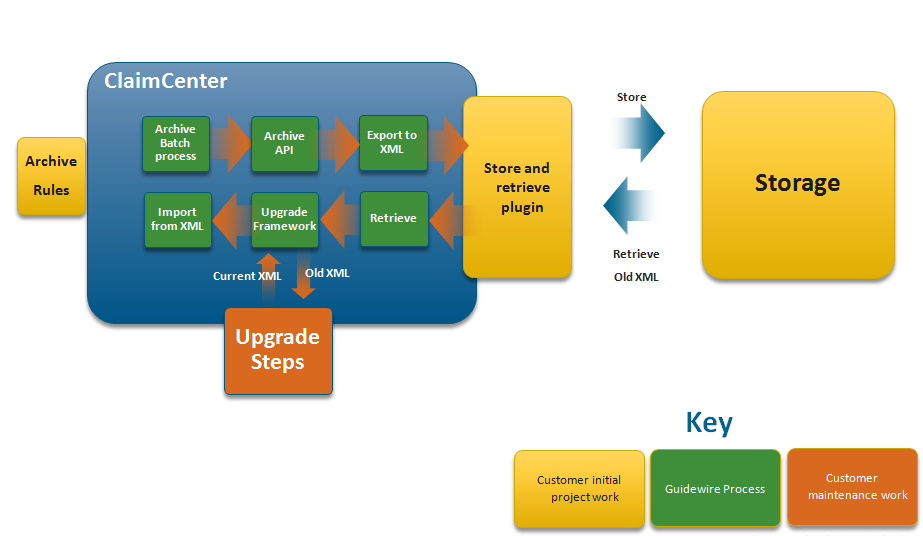 ClaimCenter
Archive
Rules
Archive
Batch
process
Archive
API
Export to
XML
Import
from XML
Upgrade
Framework
Retrieve
Current XML
Old XML
Upgrade
Steps
Store and
retrieve
plugin
Store
Retrieve
Old XML
Storage
Key
Customer initial
project work
Guidewire Process
Customer
maintenance work